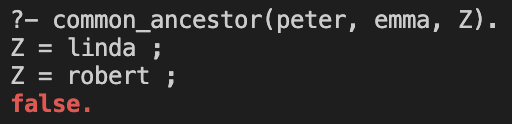 ?- common_ancestor(peter, emma, Z).
Z = linda ;
Z = robert ;
false.